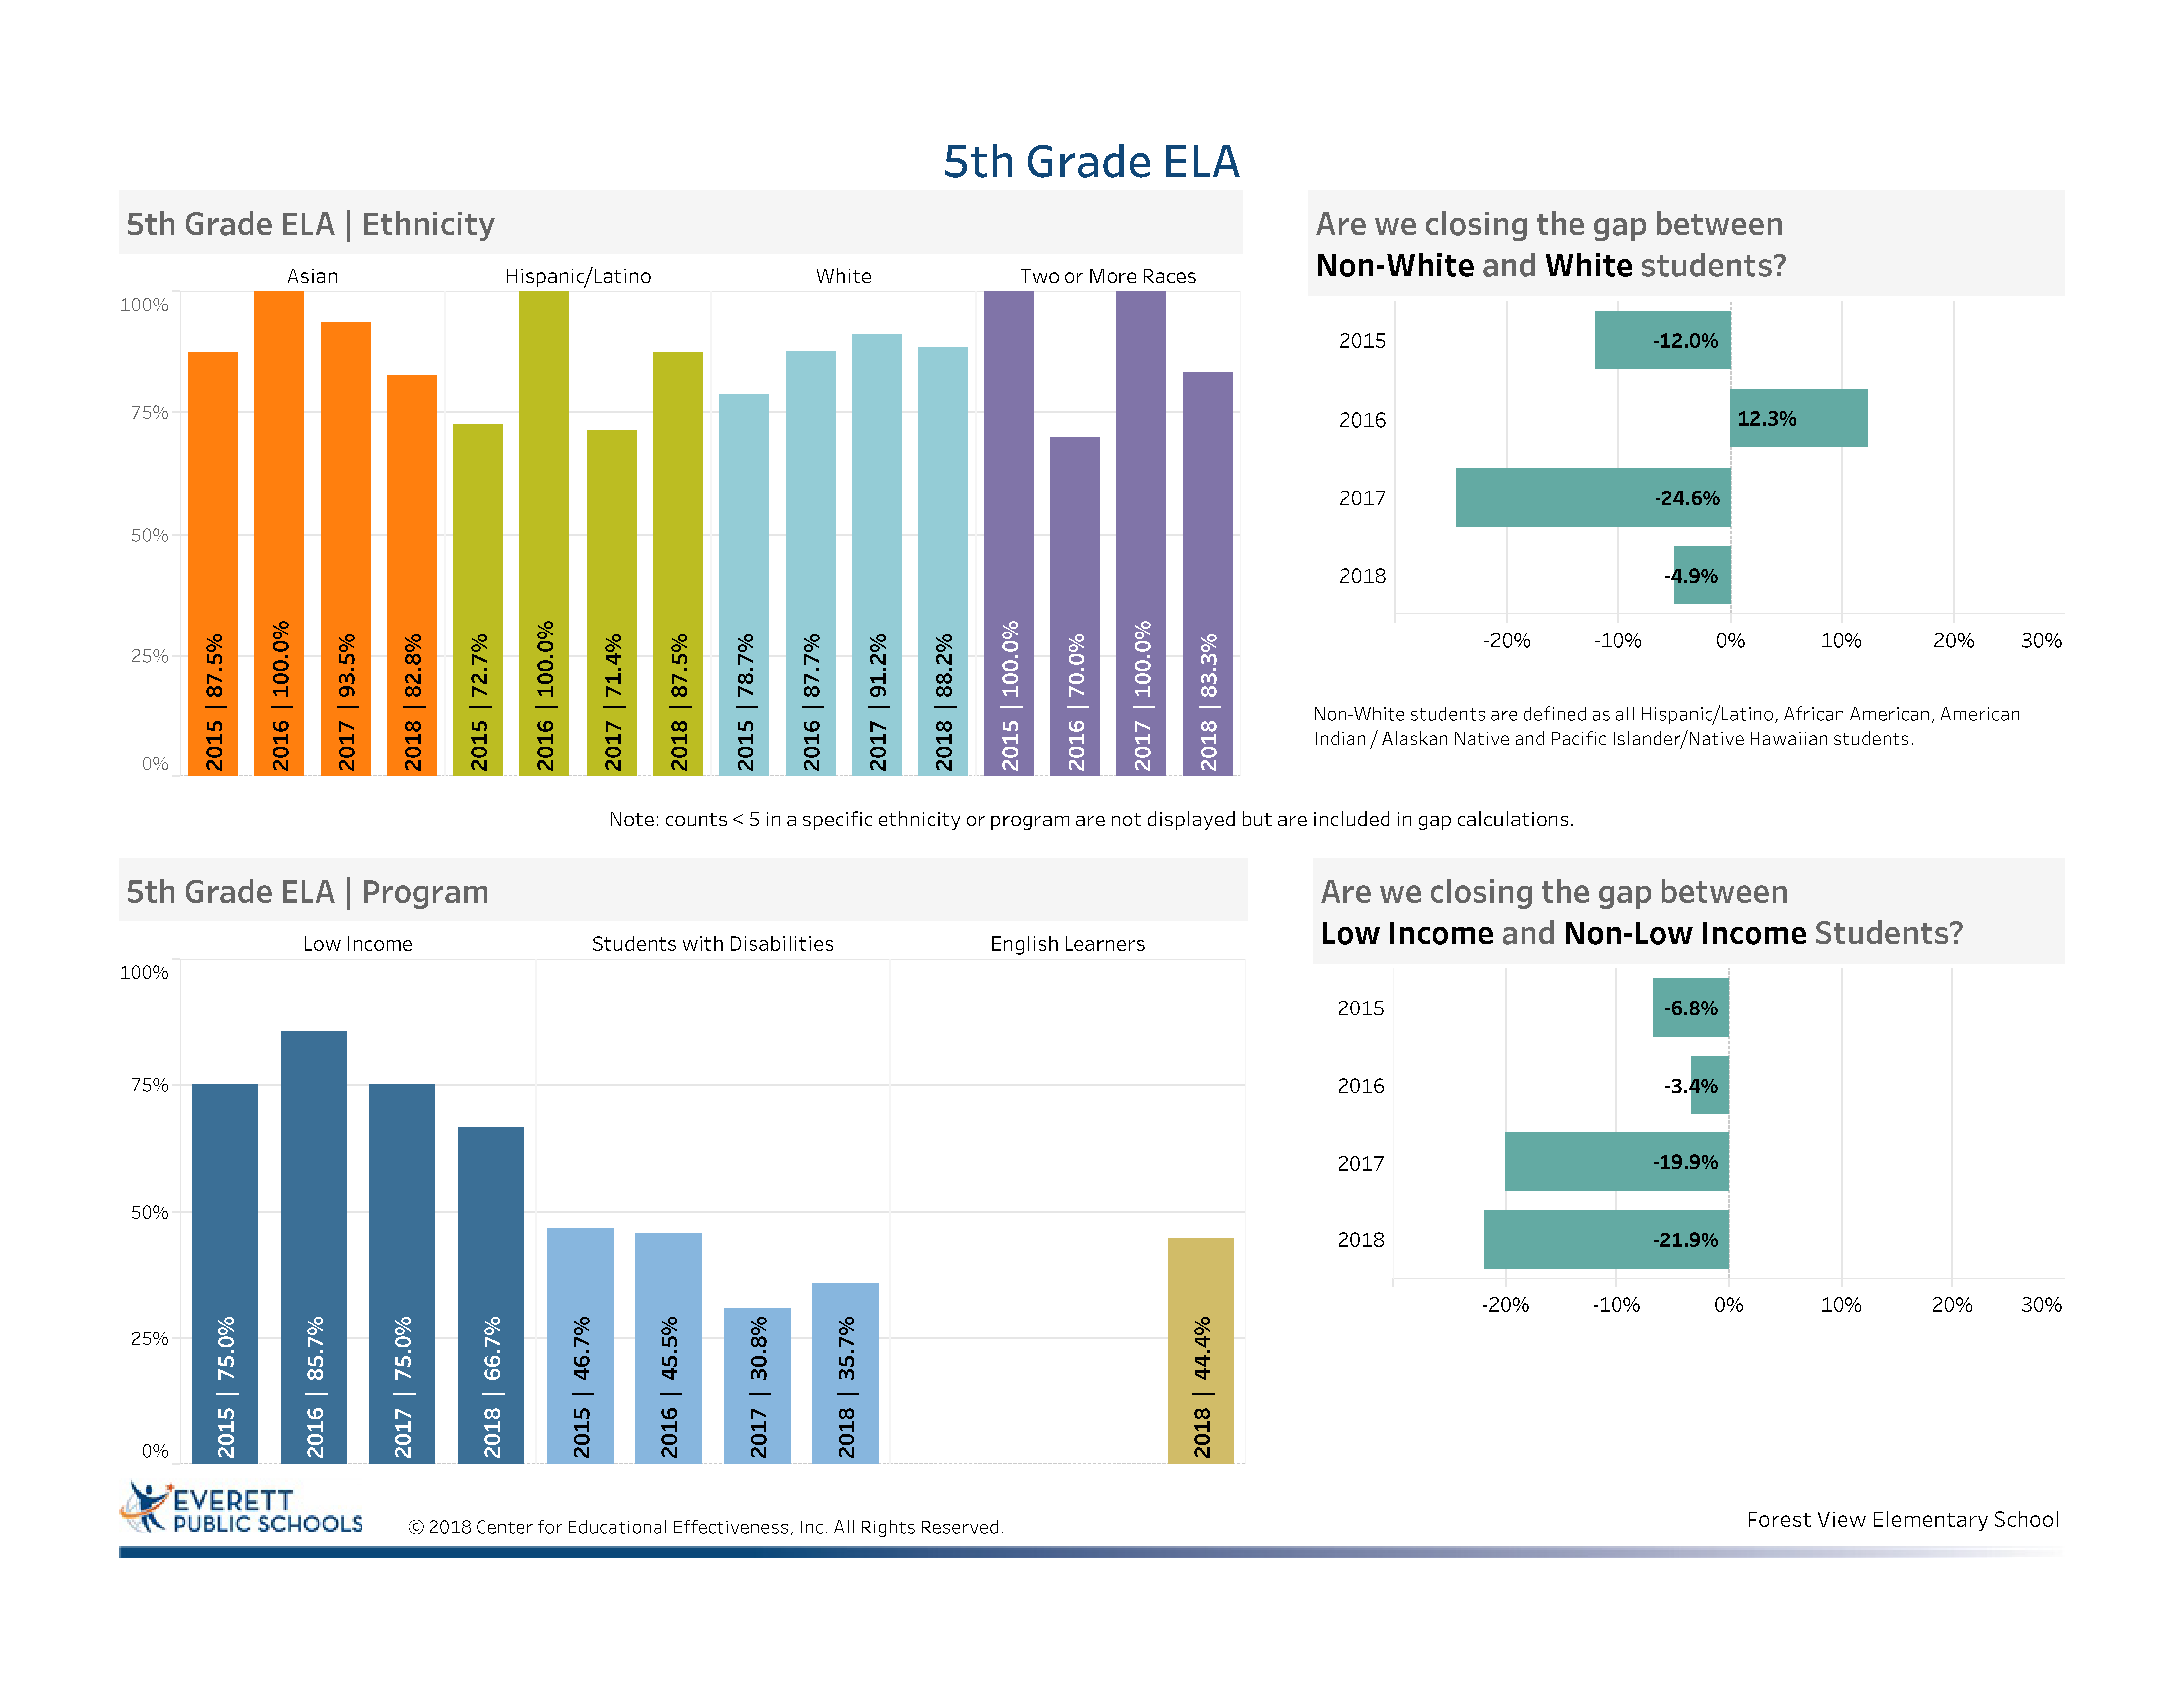 5th Grade ELA
5th Grade ELA | Ethnicity
Asian
Hispanic/Latino
White
Two or More Races
100%
75%
50%
25%
0%
2015 | 87.5%
2016 | 100.0%
2017 | 93.5%
2018 | 82.8%
2015 | 72.7%
2016 | 100.0%
2017 | 71.4%
2018 | 87.5%
2015 | 78.7%
2016 | 87.7%
2017 | 91.2%
2018 | 88.2%
2015 | 100.0%
2016 | 70.0%
2017 | 100.0%
2018 | 83.3%
Are we closing the gap between
Non-White and White students?
2015
-12.0%
2016
12.3%
2017
-24.6%
2018
-4.9%
-20%
-10%
0%
10%
20%
30%
Non-White students are defined as all Hispanic/Latino, African American, American
Indian / Alaskan Native and Pacific Islander/Native Hawaiian students.
Note: counts < 5 in a specific ethnicity or program are not displayed but are included in gap calculations.
5th Grade ELA | Program
Low Income
Students with Disabilities
English Learners
100%
75%
50%
25%
0%
2015 | 75.0%
2016 | 85.7%
2017 | 75.0%
2018 | 66.7%
2015 | 46.7%
2016 | 45.5%
2017 | 30.8%
2018 | 35.7%
2018 | 44.4%
Are we closing the gap between
Low Income and Non-Low Income Students?
2015
-6.8%
2016
-3.4%
2017
-19.9%
2018
-21.9%
-20%
-10%
0%
10%
20%
30%
EVERETT
PUBLIC SCHOOLS
© 2018 Center for Educational Effectiveness, Inc. All Rights Reserved.
Forest View Elementary School